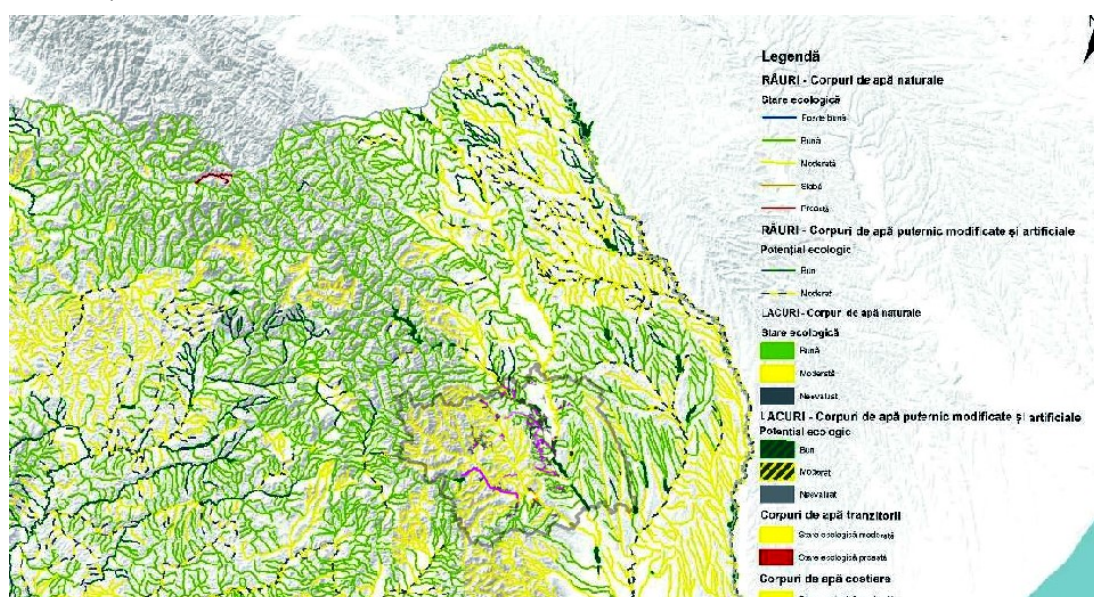 N
Legendă
RÂURI - Corpuri de apă naturale
Stare ecologică
Foarte bună
Bună
Moderată
Slabă
Proastă
RÂURI - Corpuri de apă puternic modificate și artificiale
Potențial ecologic
Bun
Moderat
LACURI - Corpuri de apă naturale
Stare ecologică
Bună
Moderată
Neevaluat
LACURI - Corpuri de apă puternic modificate și artificiale
Potențial ecologic
Bun
Moderat
Neevaluat
Corpuri de apă tranzitorii
Stare ecologică moderată
Stare ecologică proastă
Corpuri de apă costiere